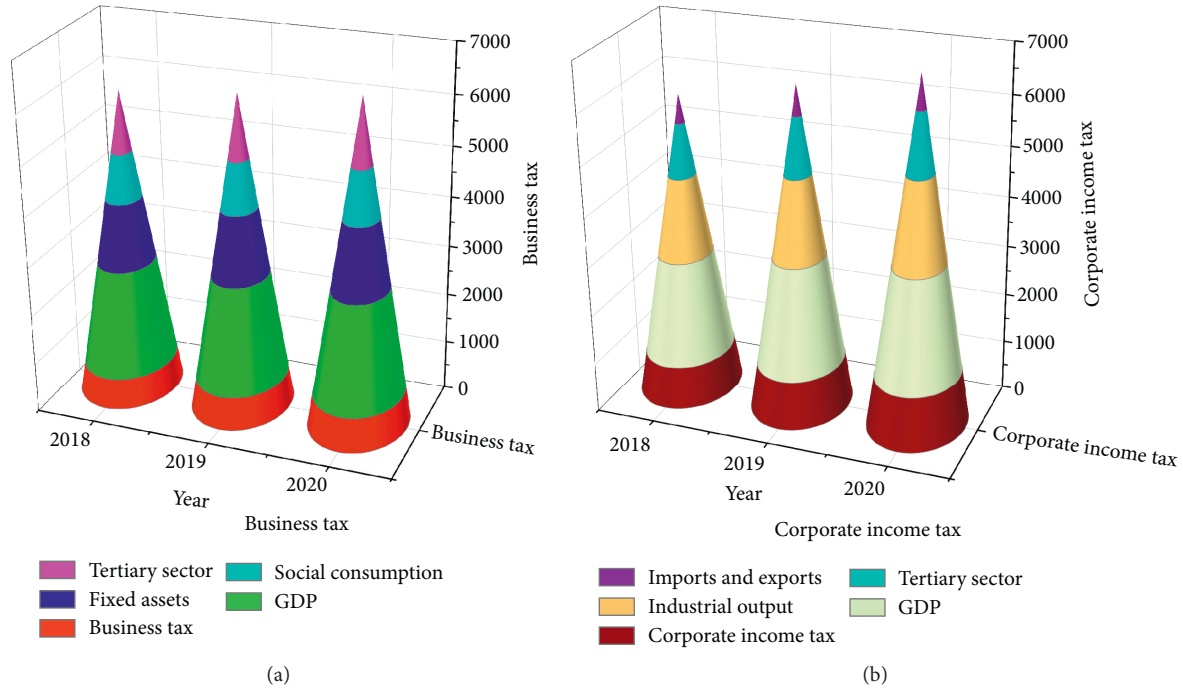 7000
6000
5000
4000
3000
2000
1000
0
Business tax
Business tax
2018
2019
2020
Year
Business tax
Tertiary sector
Social consumption
Fixed assets
GDP
Business tax
(a)
7000
6000
5000
4000
3000
2000
1000
0
Corporate income tax
Corporate income tax
2018
2019
2020
Year
Corporate income tax
Imports and exports
Tertiary sector
Industrial output
GDP
Corporate income tax
(b)